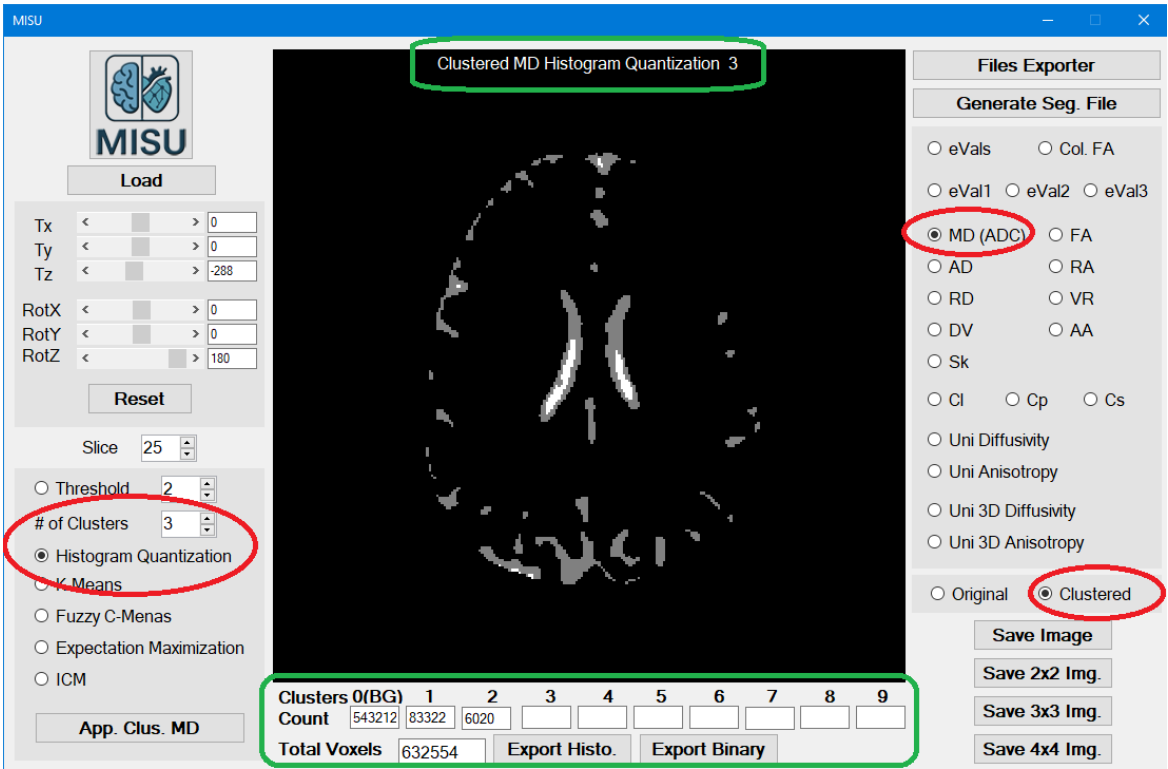 MISU
Clustered MD Histogram Quantization 3
MISU
Load
Tx < > 0
Ty < > 0
Tz < > -288
RotX < > 0
RotY < > 0
RotZ < > 180
Reset
Slice 25
Threshold 2
# of Clusters 3
Histogram Quantization
K-Means
Fuzzy C-Menas
Expectation Maximization
ICM
App. Clus. MD
Clusters 0(BG) 1 2 3 4 5 6 7 8 9
Count 543212 83322 6020
Total Voxels 632554 Export Histo. Export Binary
Files Exporter
Generate Seg. File
eVals Col. FA
eVal1 eVal2 eVal3
MD (ADC) FA
AD RA
RD VR
DV AA
Sk
Cl Cp Cs
Uni Diffusivity
Uni Anisotropy
Uni 3D Diffusivity
Uni 3D Anisotropy
Original Clustered
Save Image
Save 2x2 Img.
Save 3x3 Img.
Save 4x4 Img.